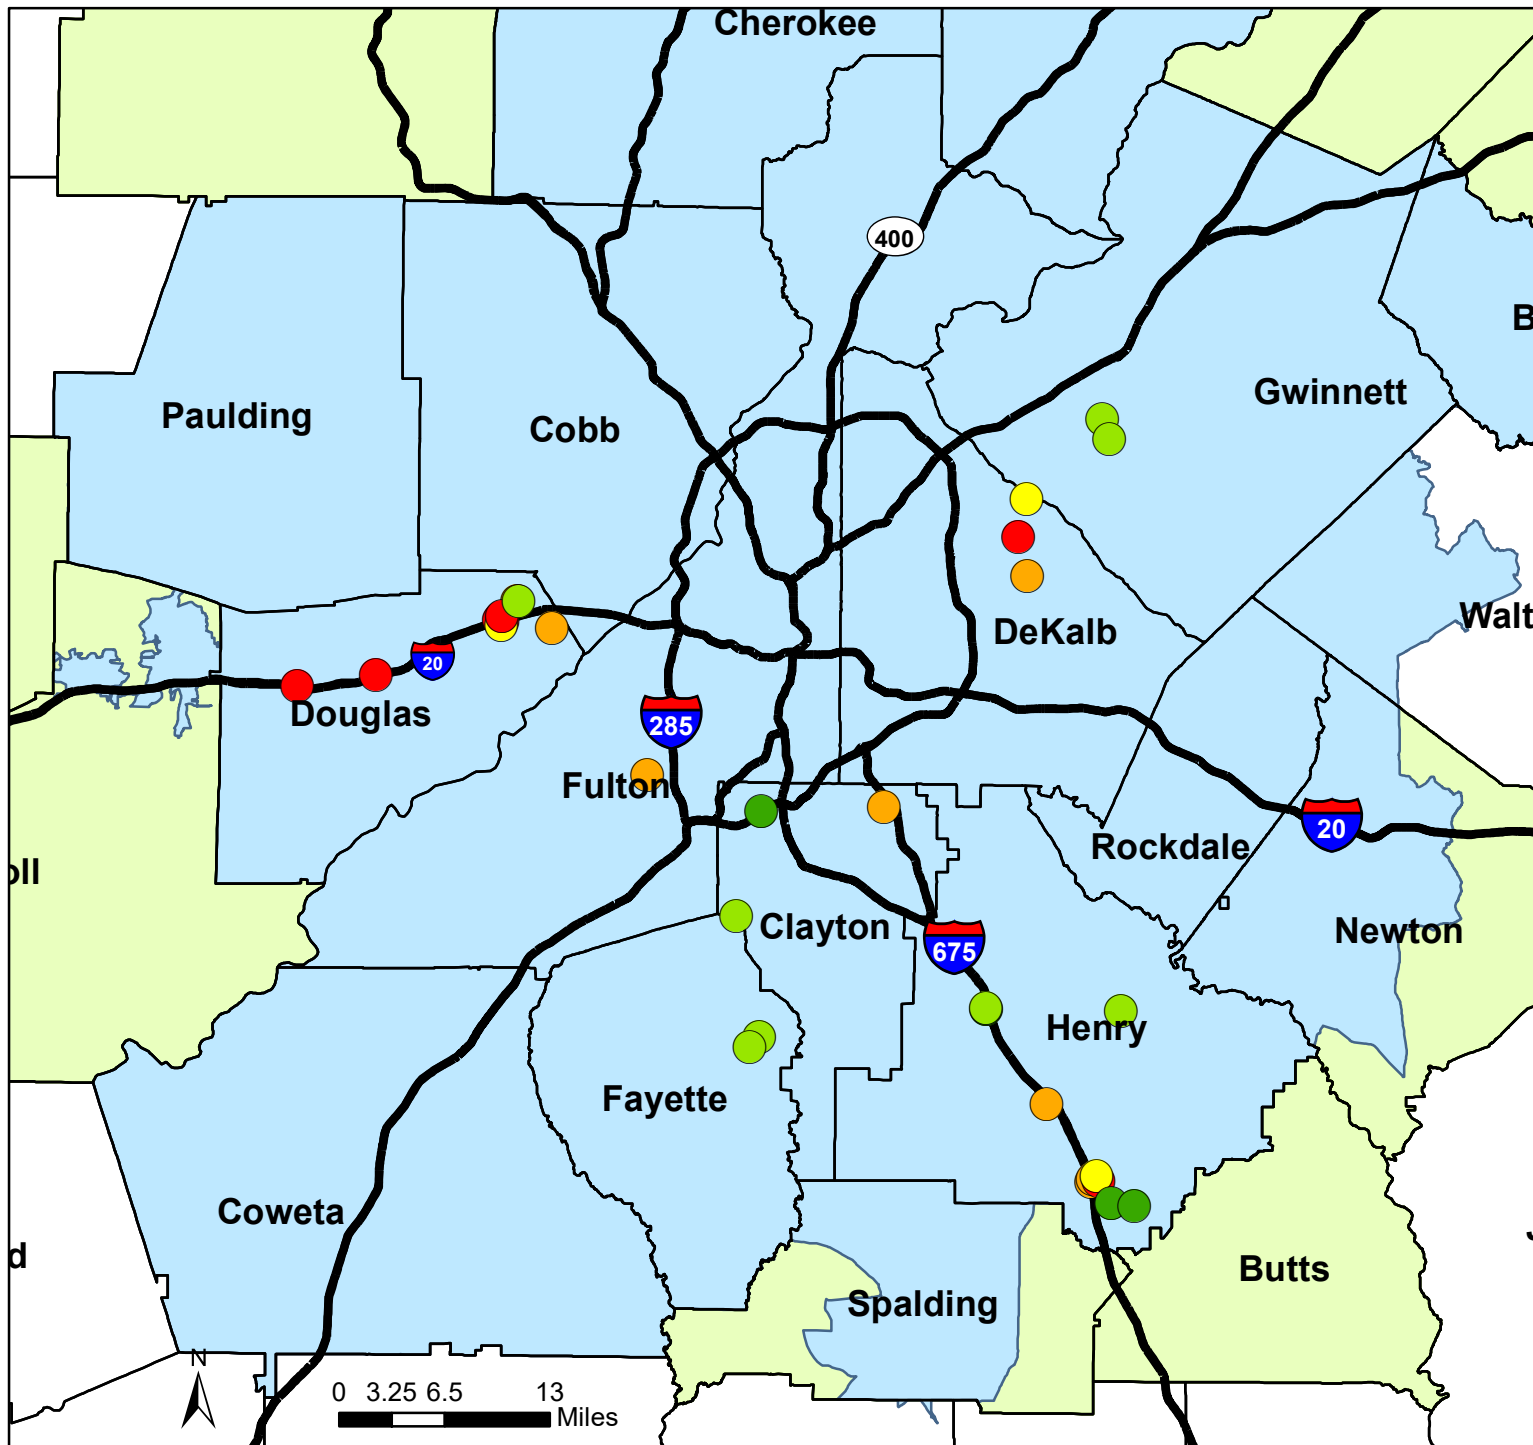 Cherokee
400
B
Gwinnett
Paulding
Cobb
Walt
DeKalb
20
Douglas
285
Fulton
20
Rockdale
oll
Clayton
Newton
675
Henry
Fayette
Coweta
d
Butts
Spalding
N
0 3.25 6.5 13
Miles